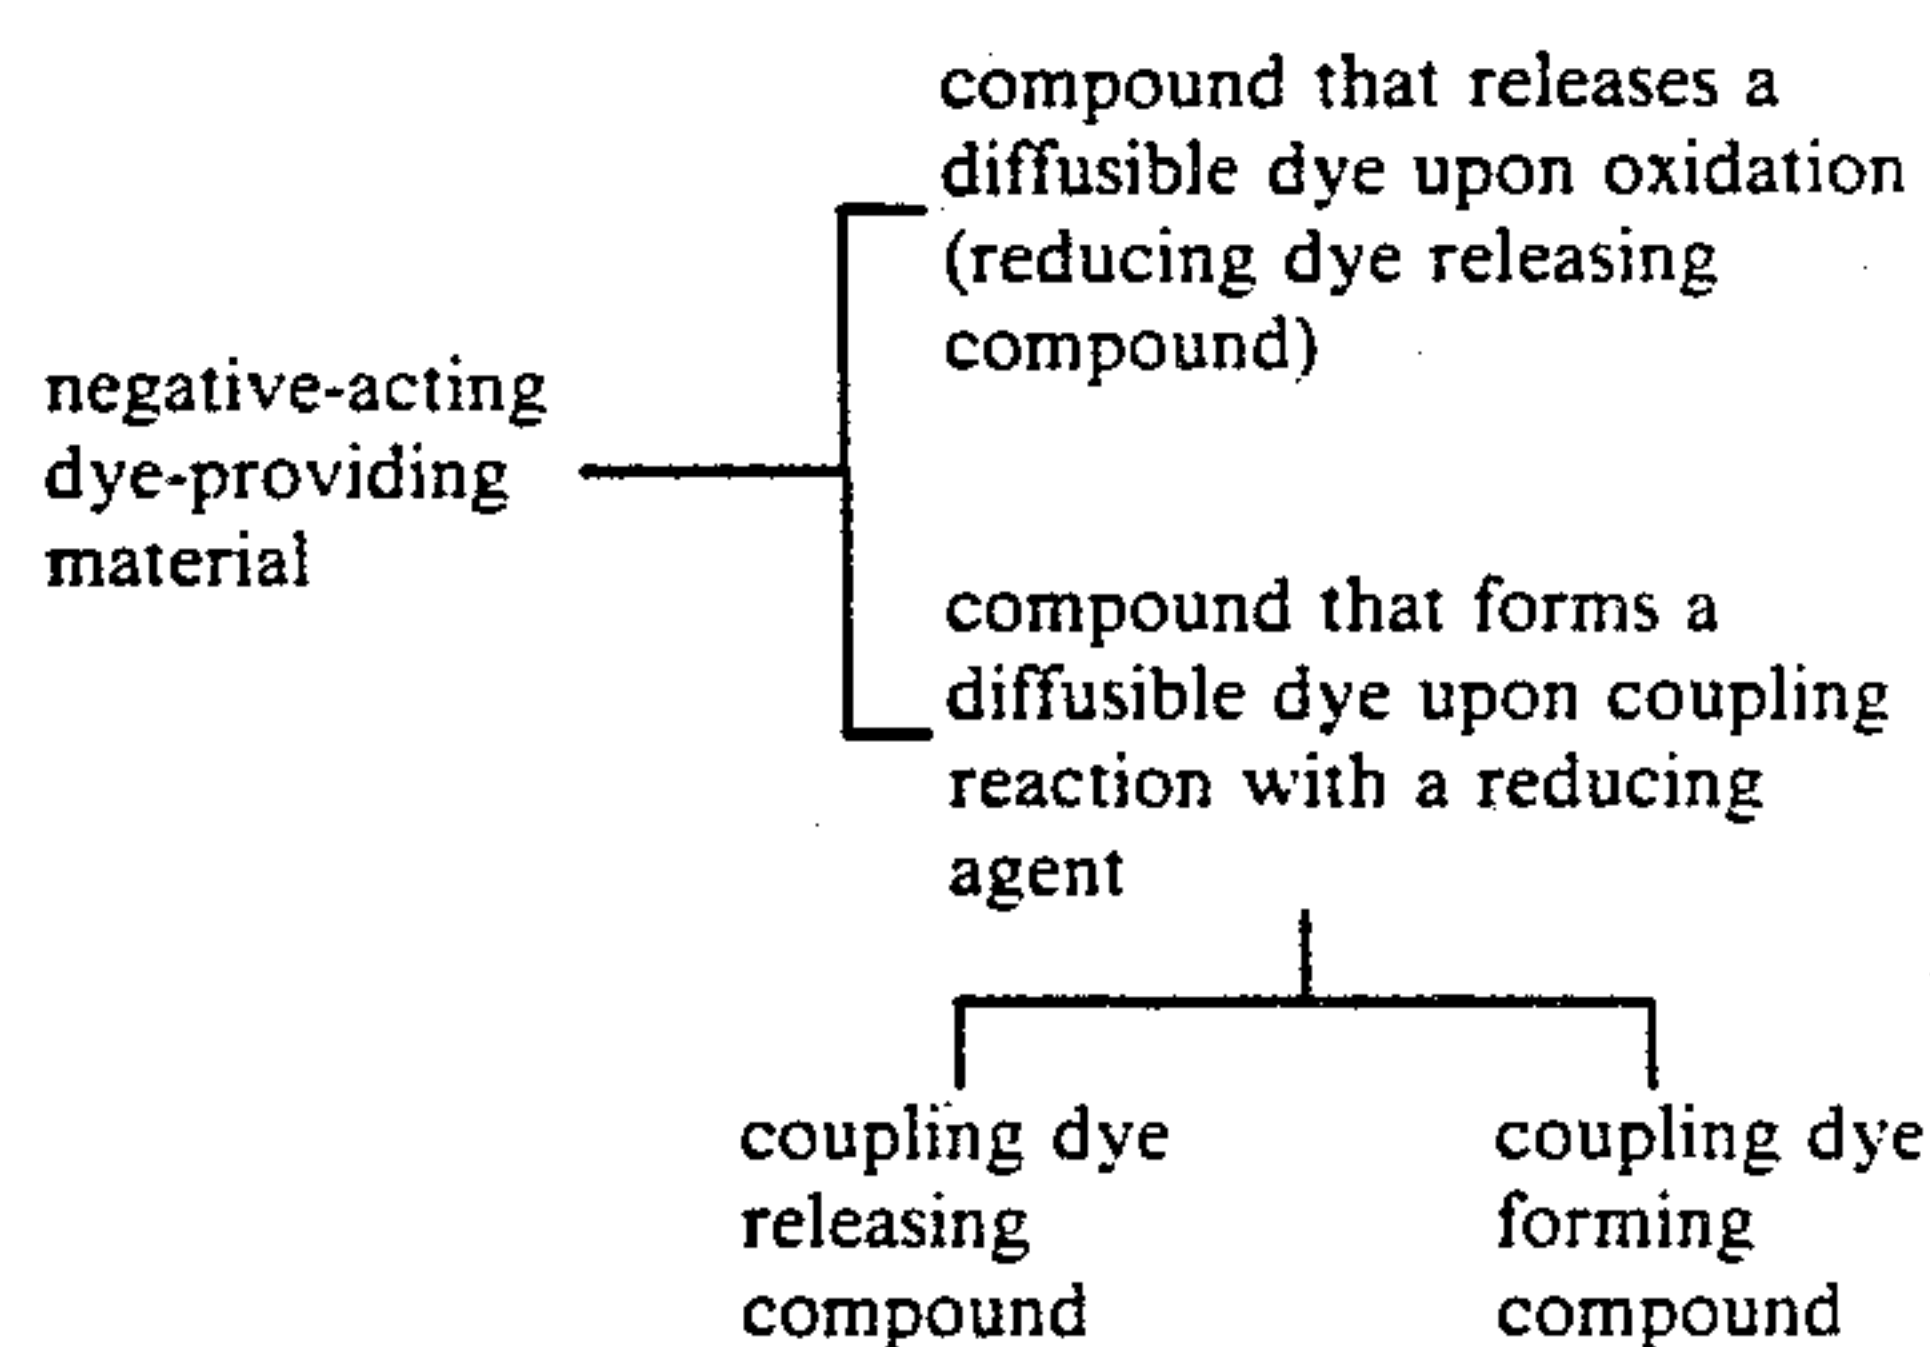 negative-acting
dye-providing
material
compound that releases a
diffusible dye upon oxidation
(reducing dye releasing
compound)
compound that forms a
diffusible dye upon coupling
reaction with a reducing
agent
coupling dye
releasing
compound
coupling dye
forming
compound